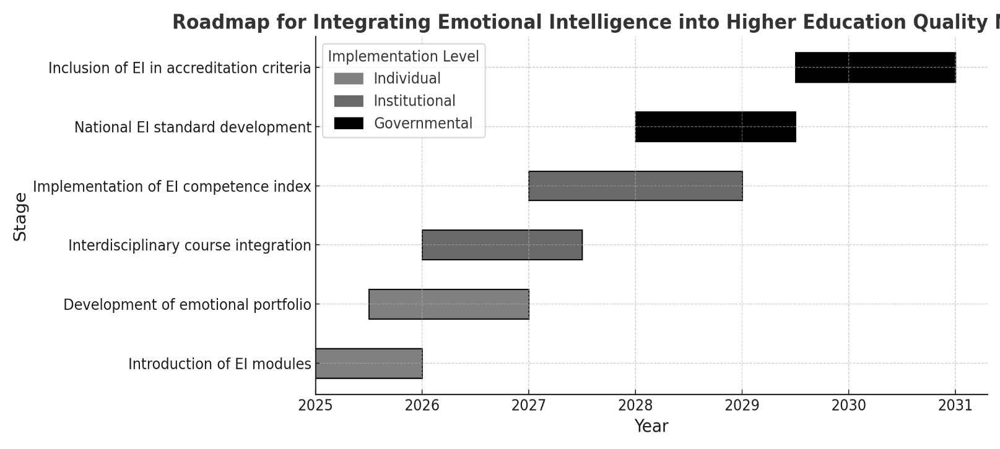 Roadmap for Integrating Emotional Intelligence into Higher Education Quality
Implementation Level
Individual
Institutional
Governmental
Inclusion of EI in accreditation criteria
National EI standard development
Implementation of EI competence index
Interdisciplinary course integration
Development of emotional portfolio
Introduction of EI modules
Stage
2025 2026 2027 2028 2029 2030 2031
Year